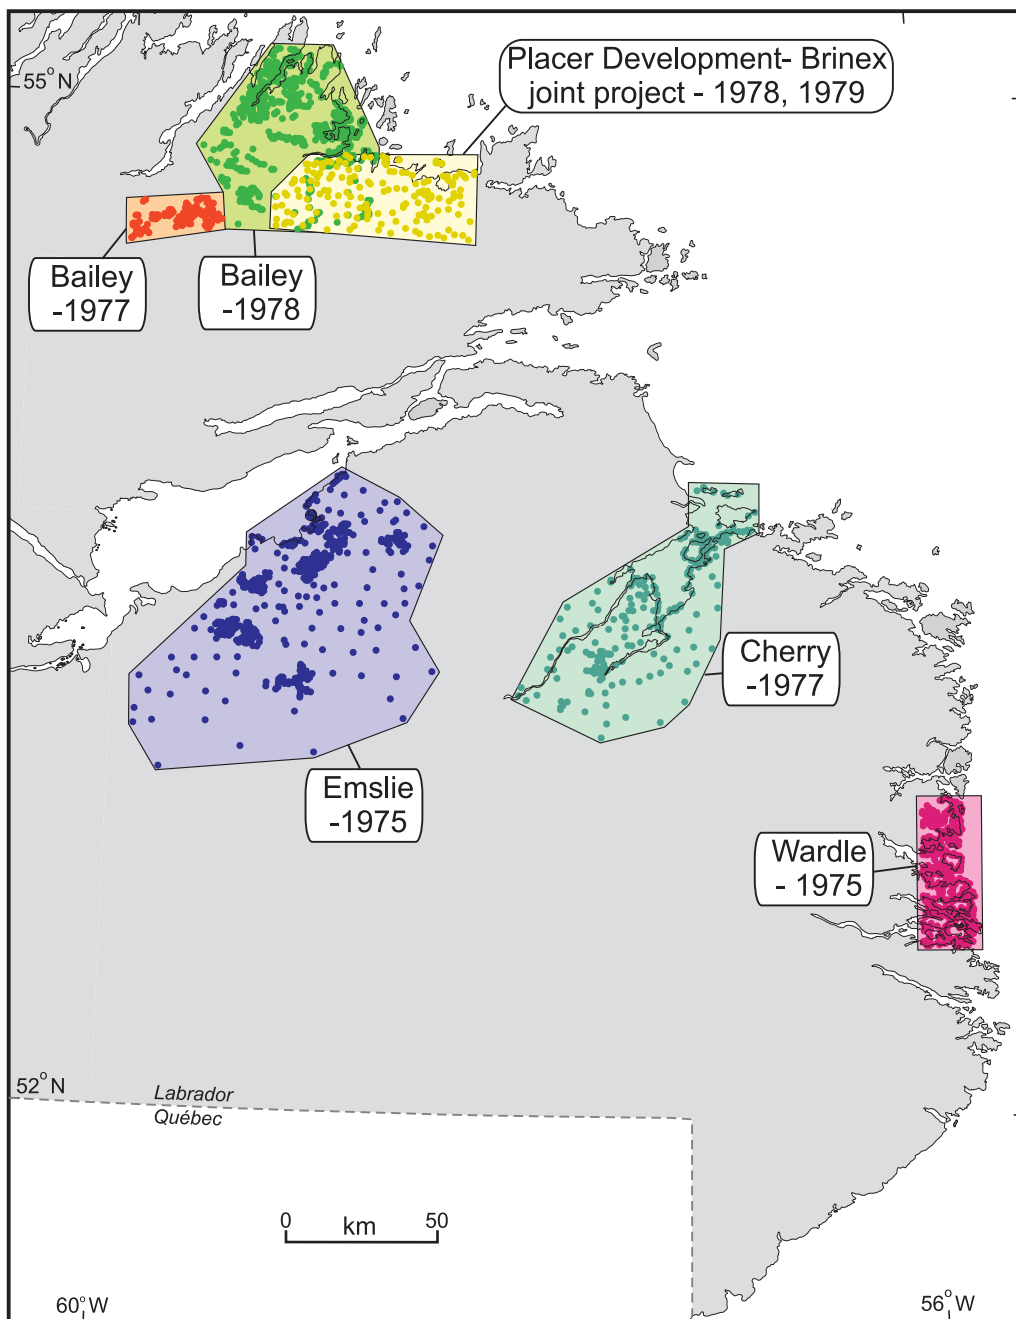 55° N
Placer Development- Brinex
joint project - 1978, 1979
Bailey
-1977
Bailey
-1978
Cherry
-1977
Emslie
-1975
Wardle
- 1975
52° N
Labrador
Québec
0 km 50
60° W
56° W